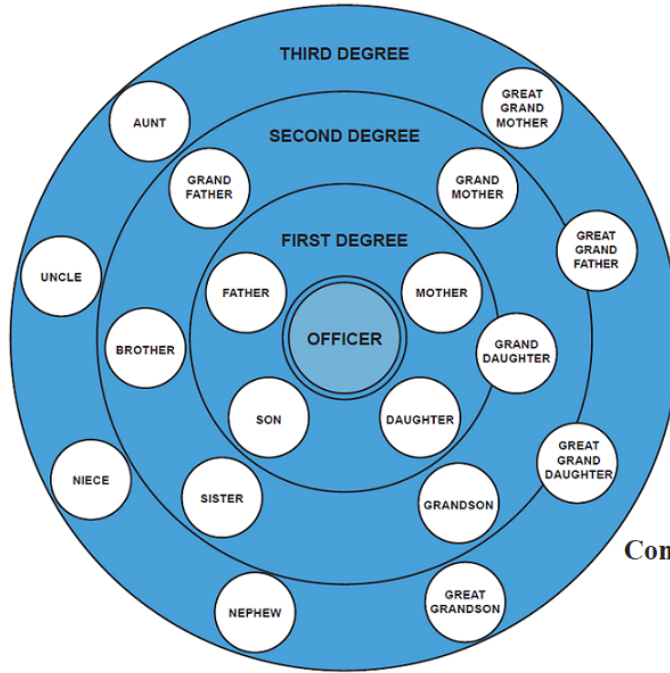 THIRD DEGREE
GREAT
GRAND
MOTHER
AUNT
SECOND DEGREE
GRAND
FATHER
GRAND
MOTHER
FIRST DEGREE
GREAT
GRAND
FATHER
UNCLE
FATHER
MOTHER
OFFICER
BROTHER
GRAND
DAUGHTER
SON
DAUGHTER
GREAT
GRAND
DAUGHTER
NIECE
SISTER
GRANDSON
Con
NEPHEW
GREAT
GRANDSON